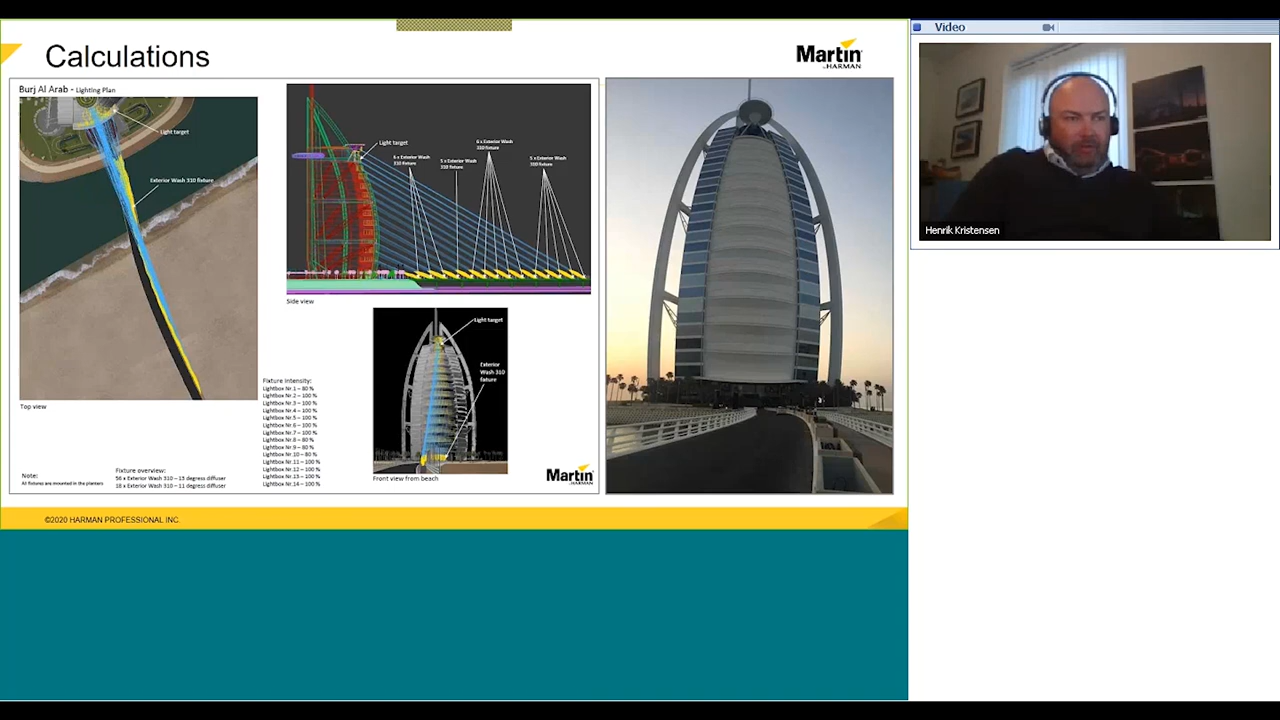 Calculations
Martin
by HARMAN
Burj Al Arab - Lighting Plan
Light target
Exterior Wash 310 fixture
Top view
Light target
6 x Exterior Wash
310 fixture
5 x Exterior Wash
310 fixture
6 x Exterior Wash
310 fixture
5 x Exterior Wash
310 fixture
Side view
Light target
Exterior
Wash 310
fixture
Front view from beach
Fixture intensity:
Lightbox Nr.1 – 80 %
Lightbox Nr.2 – 100 %
Lightbox Nr.3 – 100 %
Lightbox Nr.4 – 100 %
Lightbox Nr.5 – 100 %
Lightbox Nr.6 – 100 %
Lightbox Nr.7 – 100 %
Lightbox Nr.8 – 80 %
Lightbox Nr.9 – 80 %
Lightbox Nr.10 – 80 %
Lightbox Nr.11 – 100 %
Lightbox Nr.12 – 100 %
Lightbox Nr.13 – 100 %
Lightbox Nr.14 – 100 %
Note:
All fixtures are mounted in the planters
Fixture overview:
56 x Exterior Wash 310 – 15 degress diffuser
18 x Exterior Wash 310 – 11 degress diffuser
Martin
by HARMAN
©2020 HARMAN PROFESSIONAL INC.
Video
Henrik Kristensen